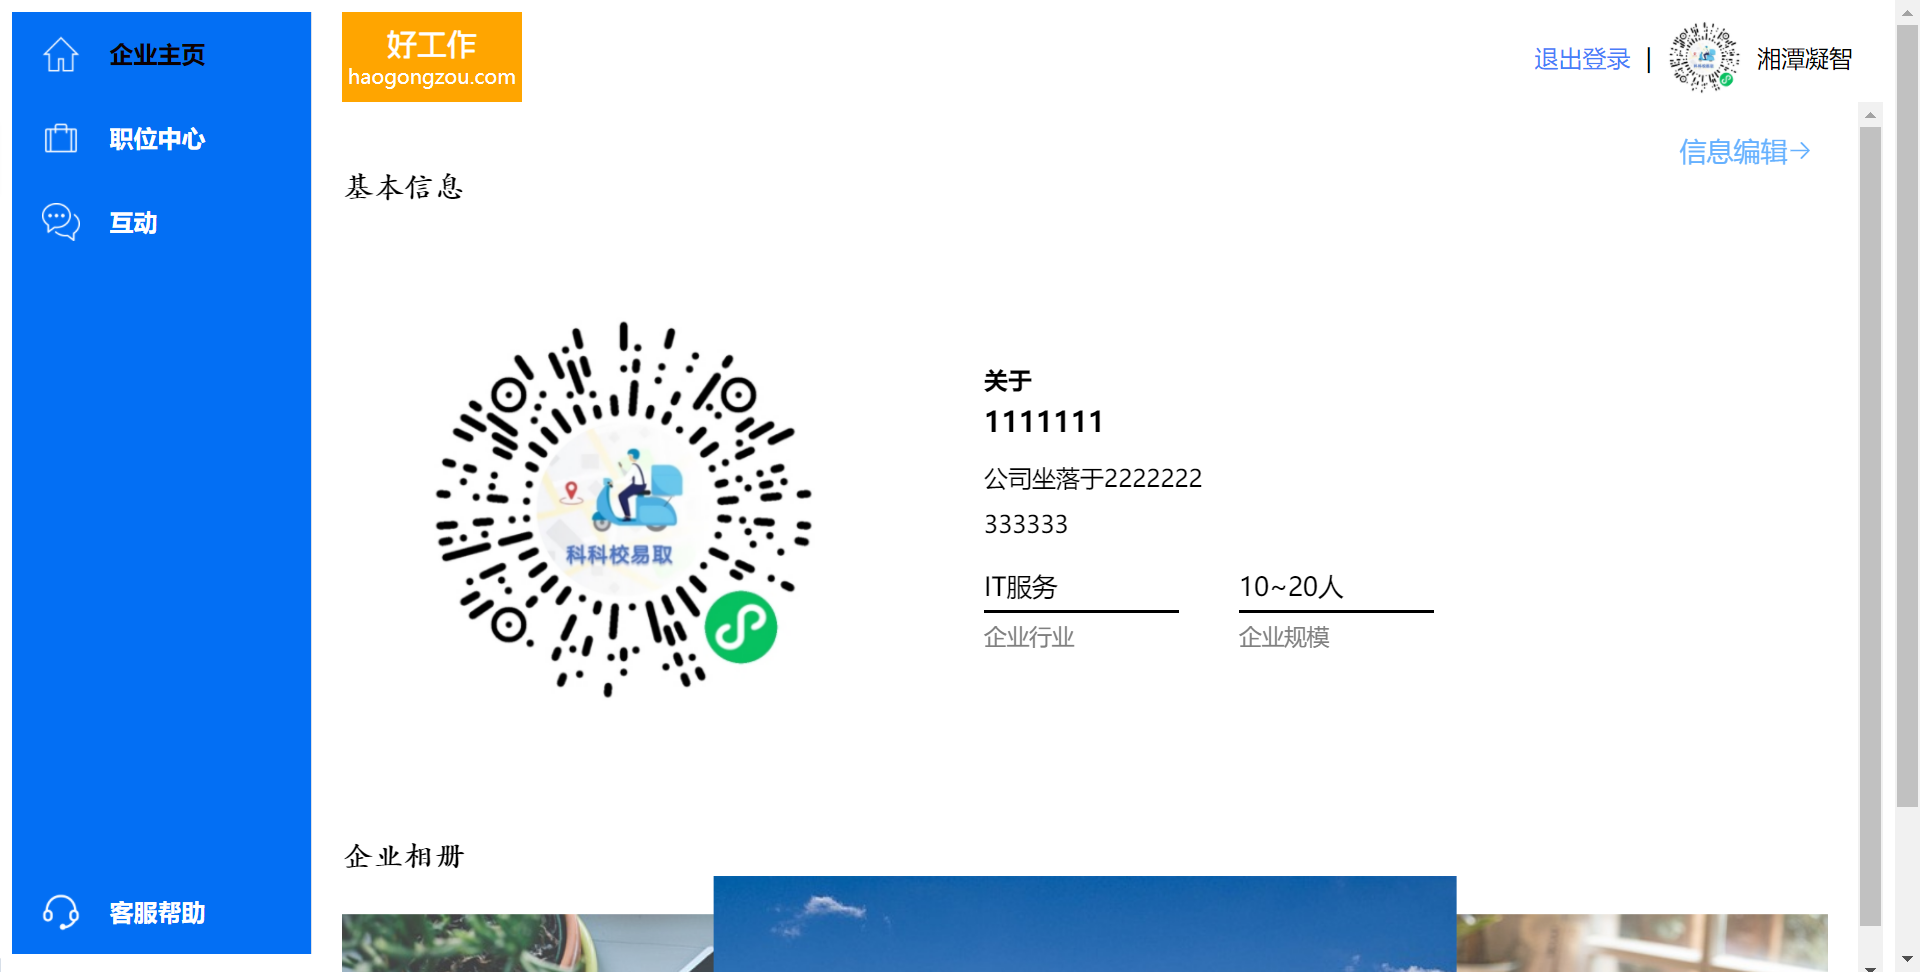 企业主页
职位中心
互动
客服帮助
好工作
haogongzou.com
退出登录 | 湘潭凝智
信息编辑
基本信息
科科校易取
关于
1111111
公司坐落于2222222
333333
IT服务
企业行业
10~20人
企业规模
企业相册